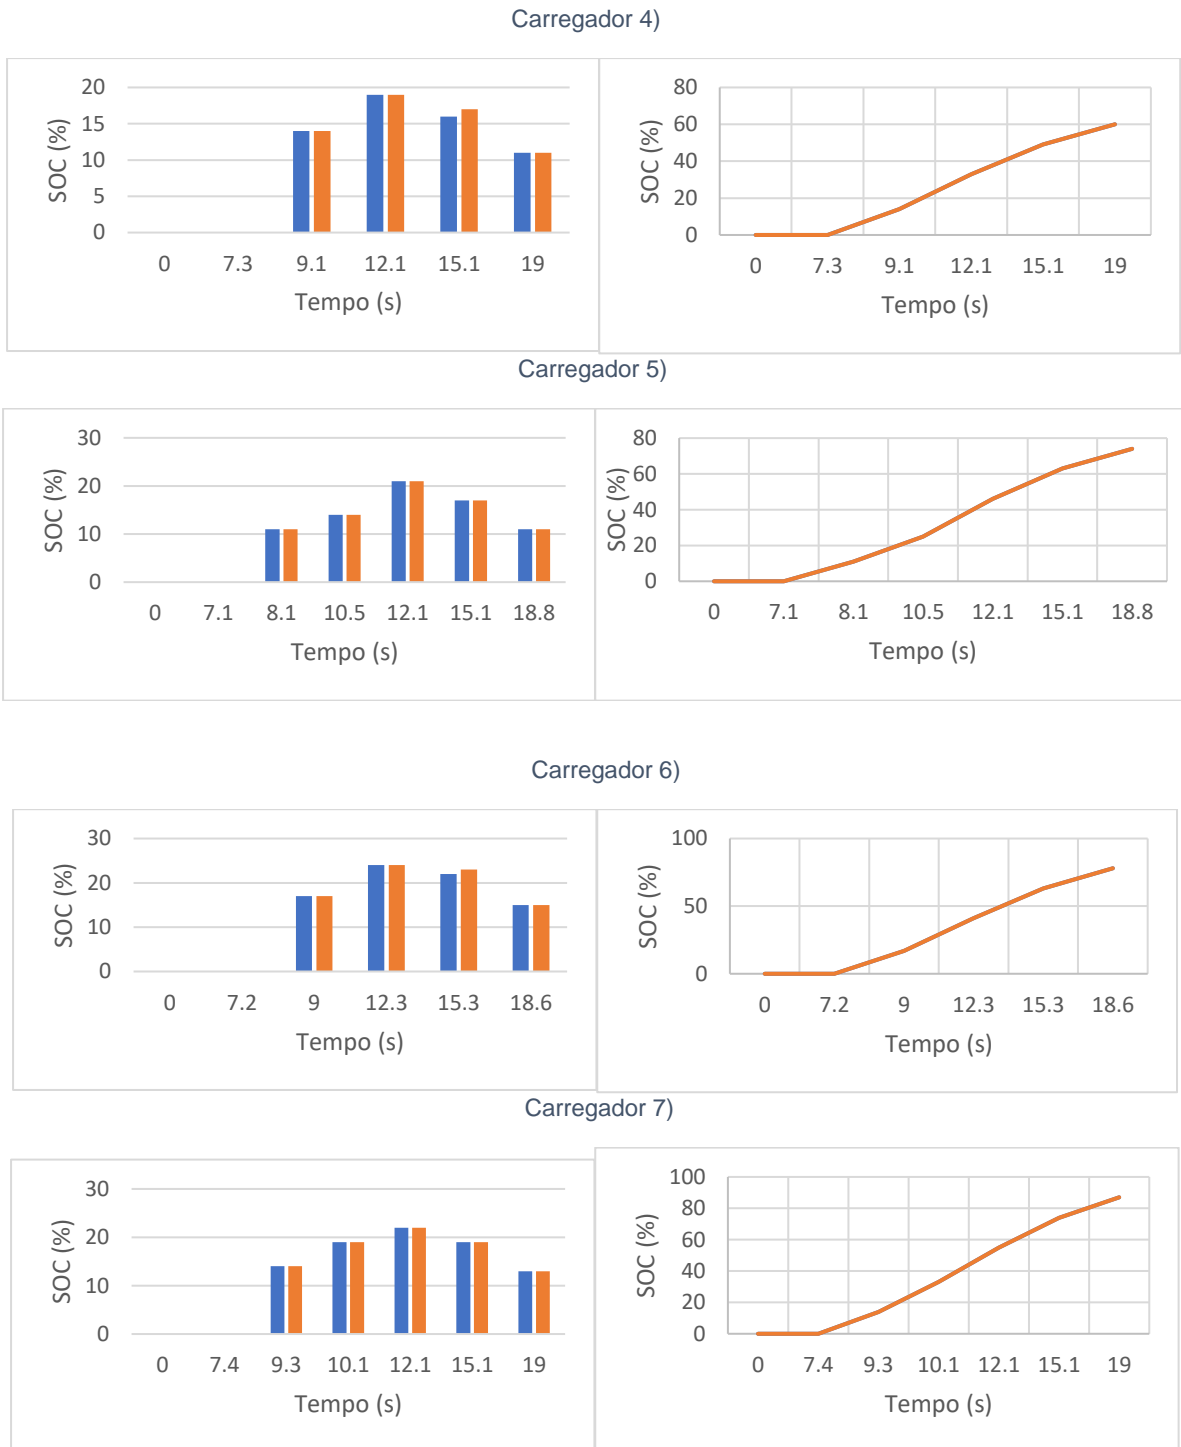 Carregador 4)
20
15
10
5
0
SOC (%)
0 7.3 9.1 12.1 15.1 19
Tempo (s)
80
60
40
20
0
SOC (%)
0 7.3 9.1 12.1 15.1 19
Tempo (s)
Carregador 5)
30
20
10
0
SOC (%)
0 7.1 8.1 10.5 12.1 15.1 18.8
Tempo (s)
80
60
40
20
0
SOC (%)
0 7.1 8.1 10.5 12.1 15.1 18.8
Tempo (s)
Carregador 6)
30
20
10
0
SOC (%)
0 7.2 9 12.3 15.3 18.6
Tempo (s)
100
50
0
SOC (%)
0 7.2 9 12.3 15.3 18.6
Tempo (s)
Carregador 7)
30
20
10
0
SOC (%)
0 7.4 9.3 10.1 12.1 15.1 19
Tempo (s)
100
80
60
40
20
0
SOC (%)
0 7.4 9.3 10.1 12.1 15.1 19
Tempo (s)